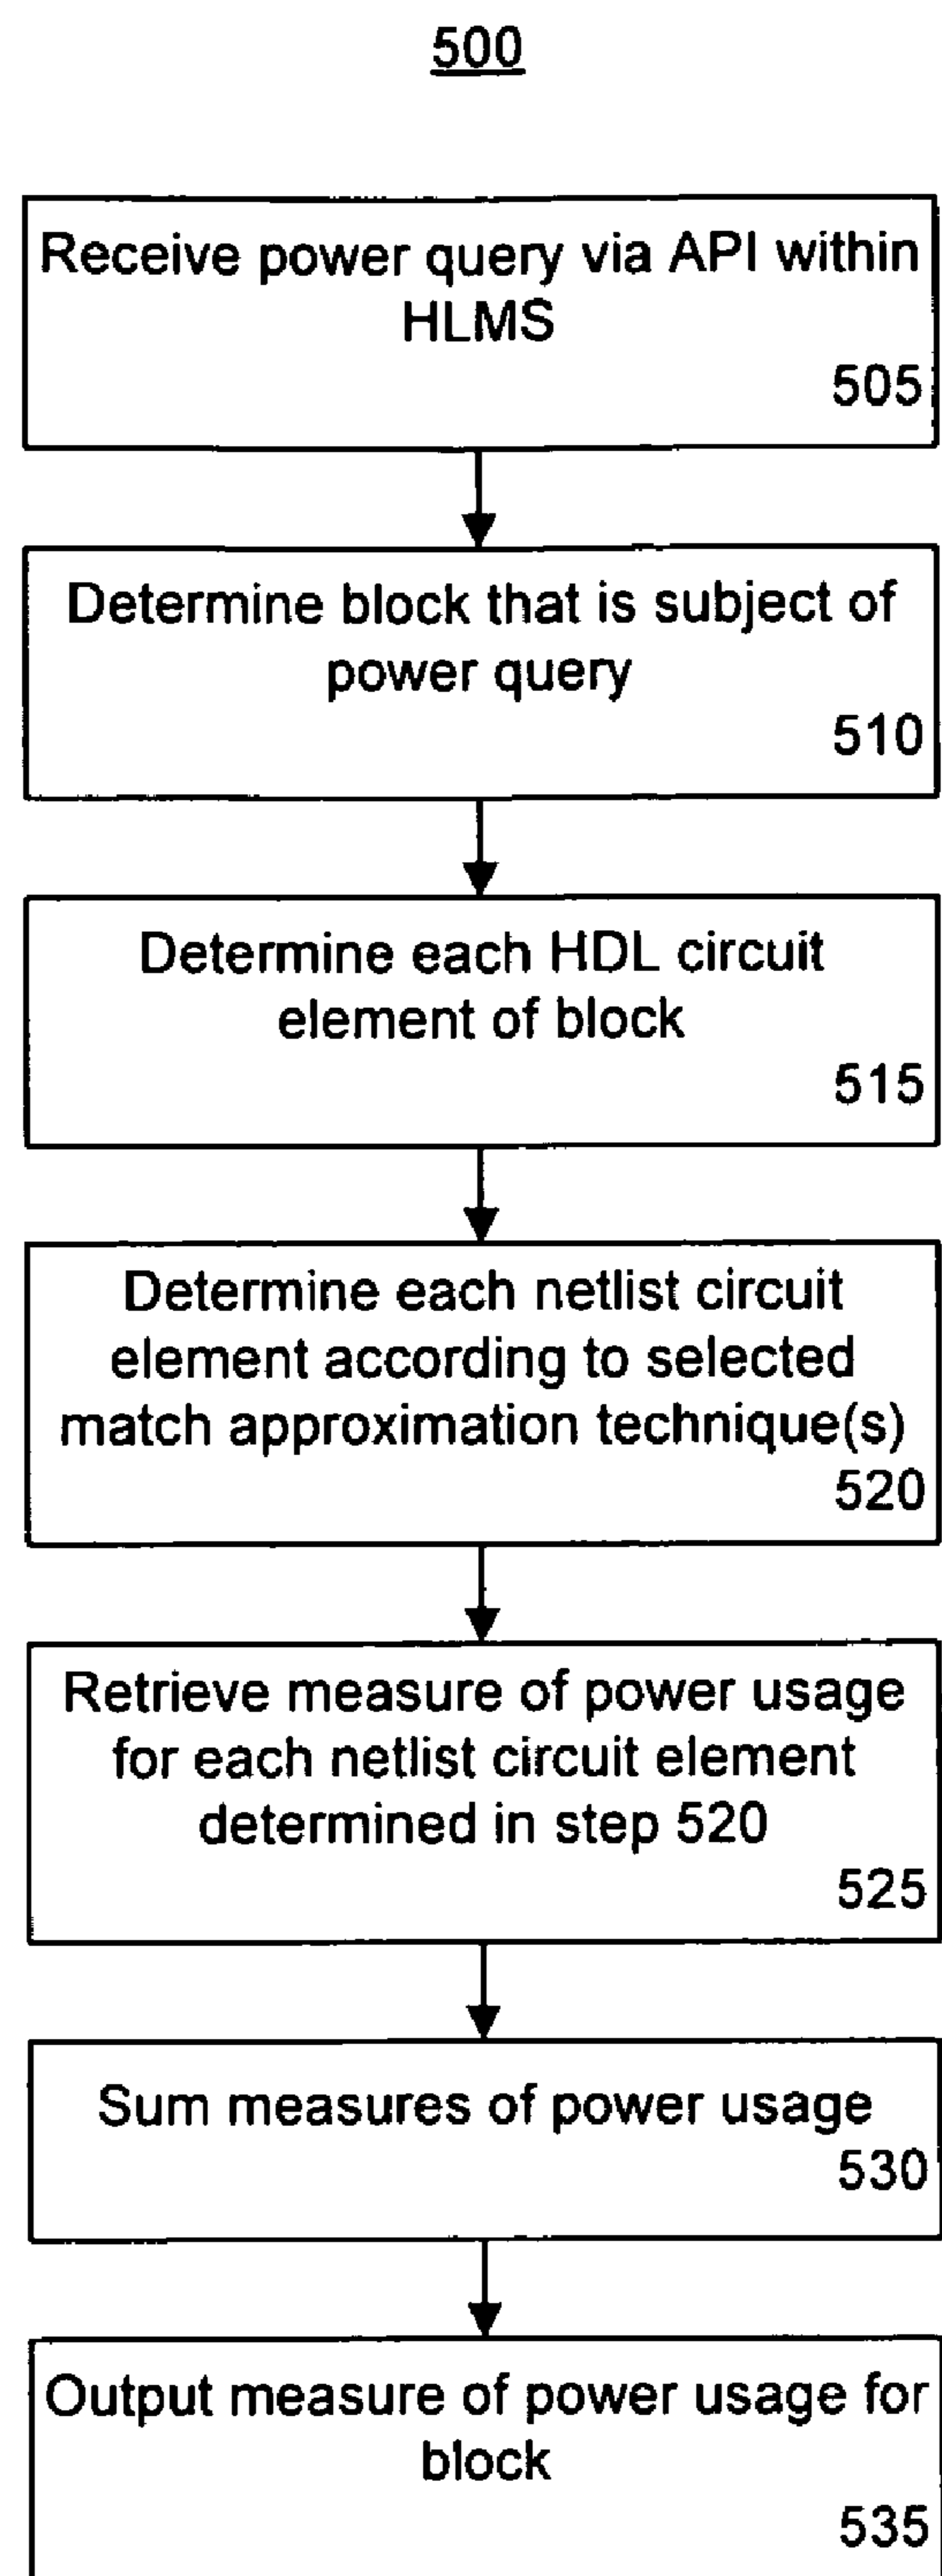 500
Receive power query via API within
HLMS
505
Determine block that is subject of
power query
510
Determine each HDL circuit
element of block
515
Determine each netlist circuit
element according to selected
match approximation technique(s)
520
Retrieve measure of power usage
for each netlist circuit element
determined in step 520
525
Sum measures of power usage
530
Output measure of power usage for
block
535